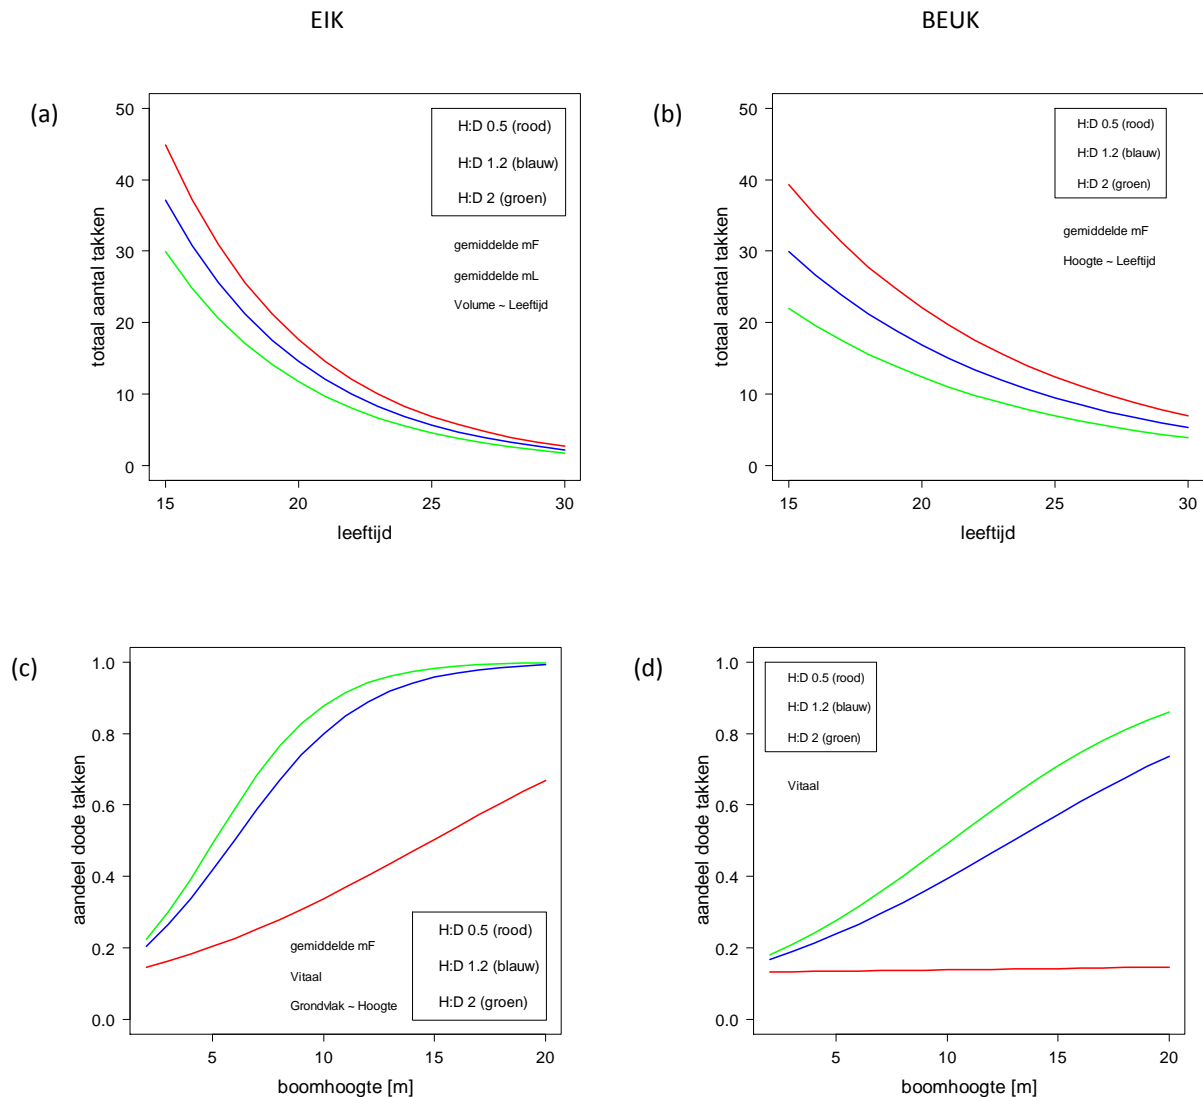 EIK
BEUK
(a)
50
40
30
20
10
0
totaal aantal takken
H:D 0.5 (rood)
H:D 1.2 (blauw)
H:D 2 (groen)
gemiddelde mF
gemiddelde mL
Volume ~ Leeftijd
15
20
25
30
leeftijd
(b)
50
40
30
20
10
0
totaal aantal takken
H:D 0.5 (rood)
H:D 1.2 (blauw)
H:D 2 (groen)
gemiddelde mF
Hoogte ~ Leeftijd
15
20
25
30
leeftijd
(c)
1.0
0.8
0.6
0.4
0.2
0.0
aandeel dode takken
gemiddelde mF
Vitaal
Grondvlak ~ Hoogte
H:D 0.5 (rood)
H:D 1.2 (blauw)
H:D 2 (groen)
5
10
15
20
boomhoogte [m]
(d)
1.0
0.8
0.6
0.4
0.2
0.0
aandeel dode takken
H:D 0.5 (rood)
H:D 1.2 (blauw)
H:D 2 (groen)
Vitaal
5
10
15
20
boomhoogte [m]